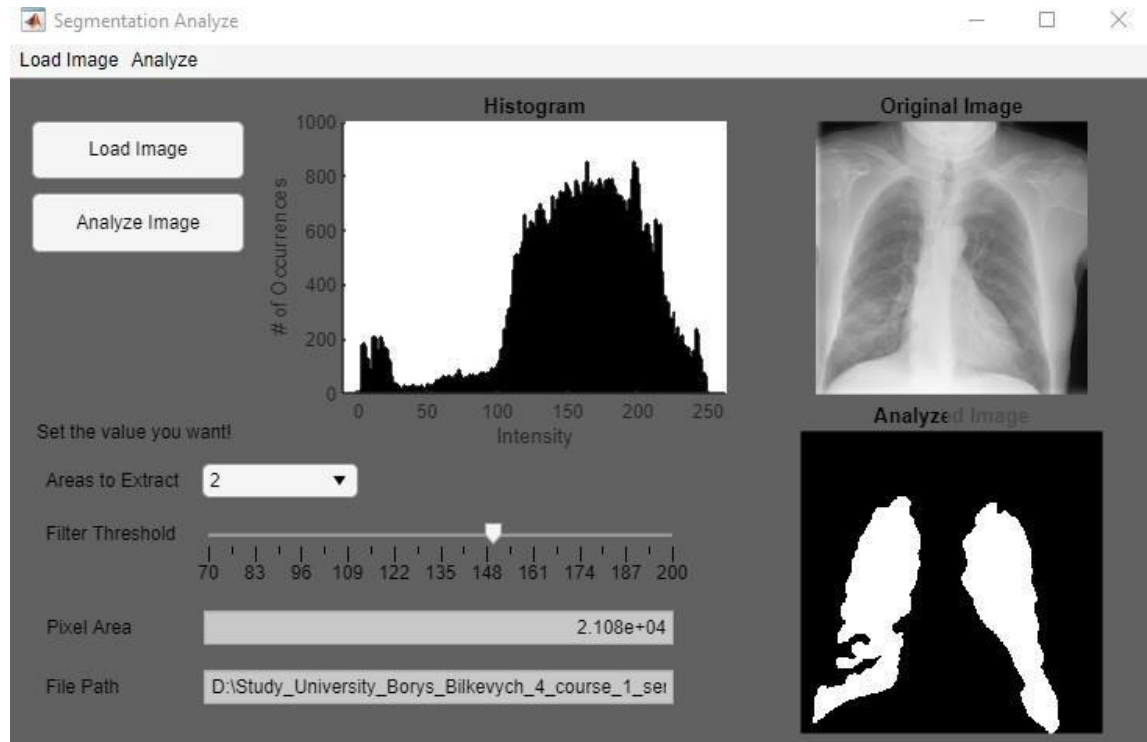 Segmentation Analyze
Load Image Analyze
Load Image
Analyze Image
Histogram
1000
800
600
400
200
0
# of Occurrences
0 50 100 150 200 250
Intensity
Original Image
Analyzed Image
Set the value you want!
Areas to Extract 2
Filter Threshold
70 83 96 109 122 135 148 161 174 187 200
Pixel Area 2.108e+04
File Path D:\Study_University_Borys_Bilkevych_4_course_1_ser